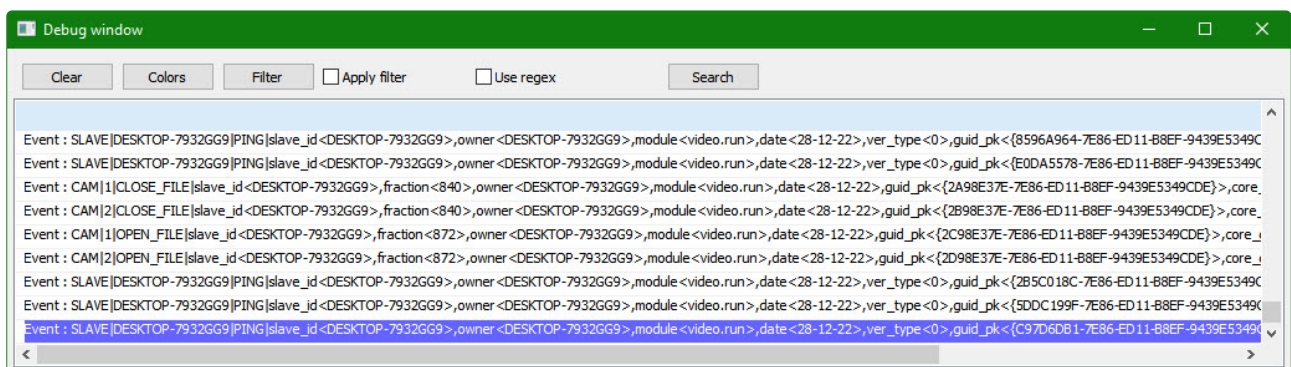 Debug window
Clear Colors Filter Apply filter Use regex Search
Event : SLAVE|DESKTOP-7932GG9|PING|slave_id<DESKTOP-7932GG9>,owner<DESKTOP-7932GG9>,module<video.run>,date<28-12-22>,ver_type<0>,guid_pk<{8596A964-7E86-ED11-B8EF-9439E5349C
Event : SLAVE|DESKTOP-7932GG9|PING|slave_id<DESKTOP-7932GG9>,owner<DESKTOP-7932GG9>,module<video.run>,date<28-12-22>,ver_type<0>,guid_pk<{E0DA5578-7E86-ED11-B8EF-9439E5349C
Event : CAM|1|CLOSE_FILE|slave_id<DESKTOP-7932GG9>,fraction<840>,owner<DESKTOP-7932GG9>,module<video.run>,date<28-12-22>,guid_pk<{2A98E37E-7E86-ED11-B8EF-9439E5349CDE}>,core_
Event : CAM|2|CLOSE_FILE|slave_id<DESKTOP-7932GG9>,fraction<840>,owner<DESKTOP-7932GG9>,module<video.run>,date<28-12-22>,guid_pk<{2B98E37E-7E86-ED11-B8EF-9439E5349CDE}>,core_
Event : CAM|1|OPEN_FILE|slave_id<DESKTOP-7932GG9>,fraction<872>,owner<DESKTOP-7932GG9>,module<video.run>,date<28-12-22>,guid_pk<{2C98E37E-7E86-ED11-B8EF-9439E5349CDE}>,core_
Event : CAM|2|OPEN_FILE|slave_id<DESKTOP-7932GG9>,fraction<872>,owner<DESKTOP-7932GG9>,module<video.run>,date<28-12-22>,guid_pk<{2D98E37E-7E86-ED11-B8EF-9439E5349CDE}>,core_
Event : SLAVE|DESKTOP-7932GG9|PING|slave_id<DESKTOP-7932GG9>,owner<DESKTOP-7932GG9>,module<video.run>,date<28-12-22>,ver_type<0>,guid_pk<{2B5C018C-7E86-ED11-B8EF-9439E5349C
Event : SLAVE|DESKTOP-7932GG9|PING|slave_id<DESKTOP-7932GG9>,owner<DESKTOP-7932GG9>,module<video.run>,date<28-12-22>,ver_type<0>,guid_pk<{5DDC199F-7E86-ED11-B8EF-9439E5349
Event : SLAVE|DESKTOP-7932GG9|PING|slave_id<DESKTOP-7932GG9>,owner<DESKTOP-7932GG9>,module<video.run>,date<28-12-22>,ver_type<0>,guid_pk<{C97D6DB1-7E86-ED11-B8EF-9439E5349